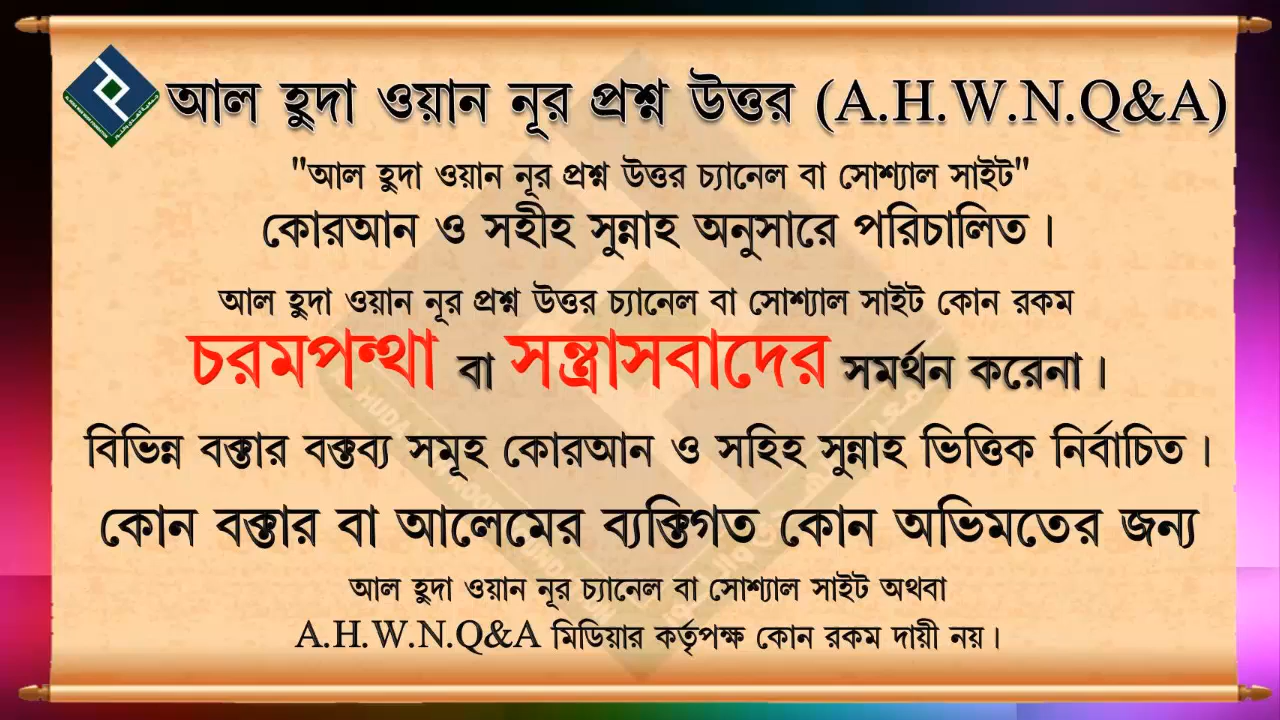 আল হুদা ওয়ান নূর প্রশ্ন উত্তর (A.H.W.N.Q&A)
"আল হুদা ওয়ান নূর প্রশ্ন উত্তর চ্যানেল বা সোশ্যাল সাইট"
কোরআন ও সহীহ সুন্নাহ অনুসারে পরিচালিত।
আল হুদা ওয়ান নূর প্রশ্ন উত্তর চ্যানেল বা সোশ্যাল সাইট কোন রকম
চরমপন্থা বা সন্ত্রাসবাদের সমর্থন করেনা।
বিভিন্ন বক্তার বক্তব্য সমূহ কোরআন ও সহিহ সুন্নাহ ভিত্তিক নির্বাচিত।
কোন বক্তার বা আলেমের ব্যক্তিগত কোন অভিমতের জন্য
আল হুদা ওয়ান নূর চ্যানেল বা সোশ্যাল সাইট অথবা
A.H.W.N.Q&A মিডিয়ার কর্তৃপক্ষ কোন রকম দায়ী নয়।